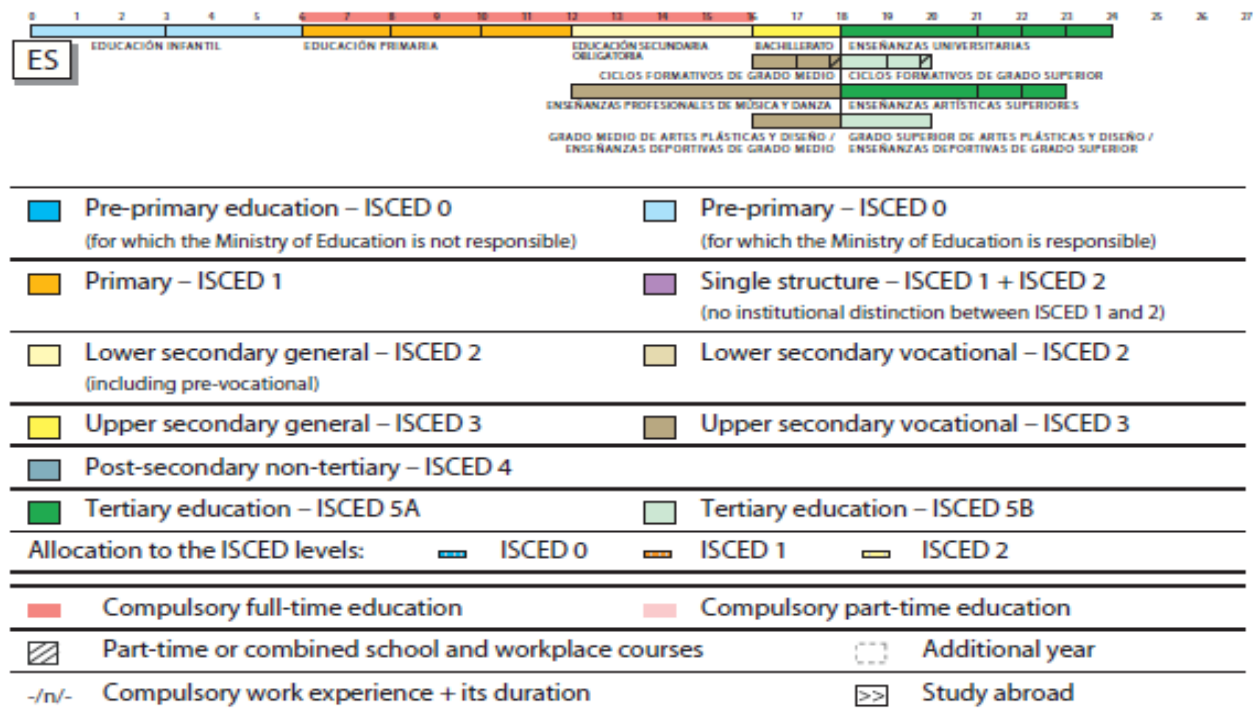 0 1 2 3 4 5 6 7 8 9 10 11 12 13 14 15 16 17 18 19 20 21 22 23 24 25 26 27
ES
EDUCACIÓN INFANTIL EDUCACIÓN PRIMARIA EDUCACIÓN SECUNDARIA BACHILLERATO ENSEÑANZAS UNIVERSITARIAS
OBLIGATORIA
CICLOS FORMATIVOS DE GRADO MEDIO CICLOS FORMATIVOS DE GRADO SUPERIOR
ENSEÑANZAS PROFESIONALES DE MÚSICA Y DANZA ENSEÑANZAS ARTÍSTICAS SUPERIORES
GRADO MEDIO DE ARTES PLÁSTICAS Y DISEÑO / GRADO SUPERIOR DE ARTES PLÁSTICAS Y DISEÑO /
ENSEÑANZAS DEPORTIVAS DE GRADO MEDIO ENSEÑANZAS DEPORTIVAS DE GRADO SUPERIOR
Pre-primary education – ISCED 0 Pre-primary – ISCED 0
(for which the Ministry of Education is not responsible) (for which the Ministry of Education is responsible)
Primary – ISCED 1 Single structure – ISCED 1 + ISCED 2
(no institutional distinction between ISCED 1 and 2)
Lower secondary general – ISCED 2 Lower secondary vocational – ISCED 2
(including pre-vocational)
Upper secondary general – ISCED 3 Upper secondary vocational – ISCED 3
Post-secondary non-tertiary – ISCED 4
Tertiary education – ISCED 5A Tertiary education – ISCED 5B
Allocation to the ISCED levels: ISCED 0 ISCED 1 ISCED 2
Compulsory full-time education Compulsory part-time education
Part-time or combined school and workplace courses Additional year
-/n/- Compulsory work experience + its duration >> Study abroad